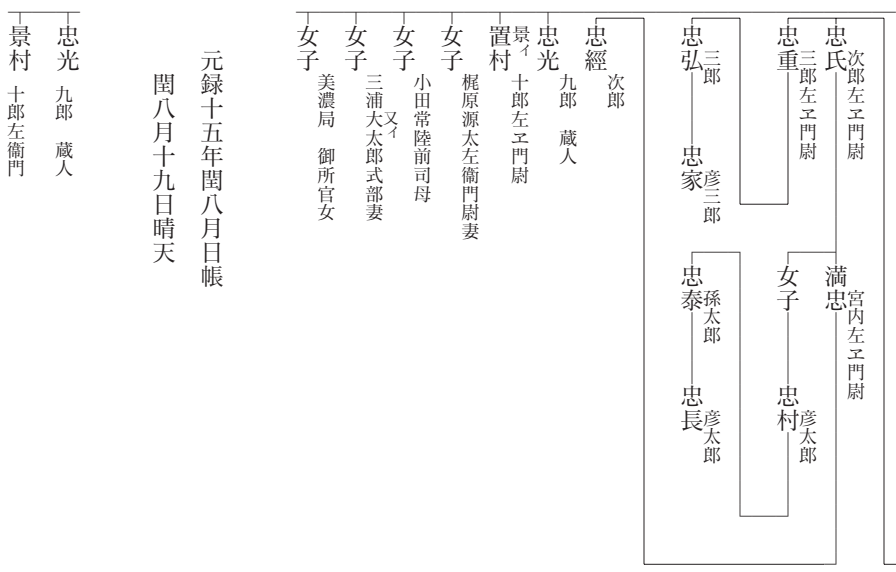 忠氏 次郎左ヱ門尉
満忠 宮内左ヱ門尉
忠重 三郎左ヱ門尉
女子
忠村 彦太郎
忠弘 三郎
忠家 彦三郎
忠泰 孫太郎
忠長 彦太郎
忠經 次郎
忠光 九郎 蔵人
置村 景イ 十郎左ヱ門尉
女子 梶原源太左衞門尉妻
女子 小田常陸前司母
女子 三浦大太郎式部妻 又イ
女子 美濃局 御所官女
元録十五年閏八月日帳
閏八月十九日晴天
忠光 九郎 蔵人
景村 十郎左衞門